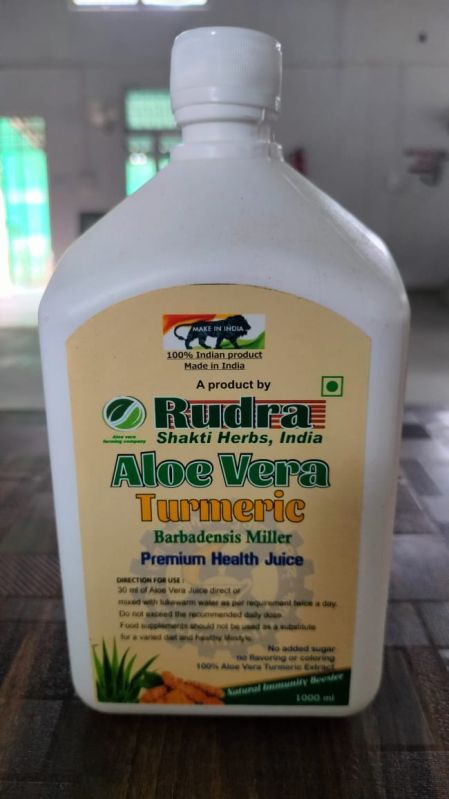 MAKE IN INDIA
100% Indian product
Made in India
A product by
Rudra
Aloe vera
farming company
Shakti Herbs, India
Aloe Vera
Turmeric
Barbadensis Miller
Premium Health Juice
DIRECTION FOR USE :
30 ml of Aloe Vera Juice direct or
mixed with lukewarm water as per requirement twice a day.
Do not exceed the recommended daily dose.
Food supplements should not be used as a substitute
for a varied diet and healthy lifestyle.
No added sugar
no flavoring or coloring
100% Aloe Vera Turmeric Extract
Natural Immunity Booster
1000 ml